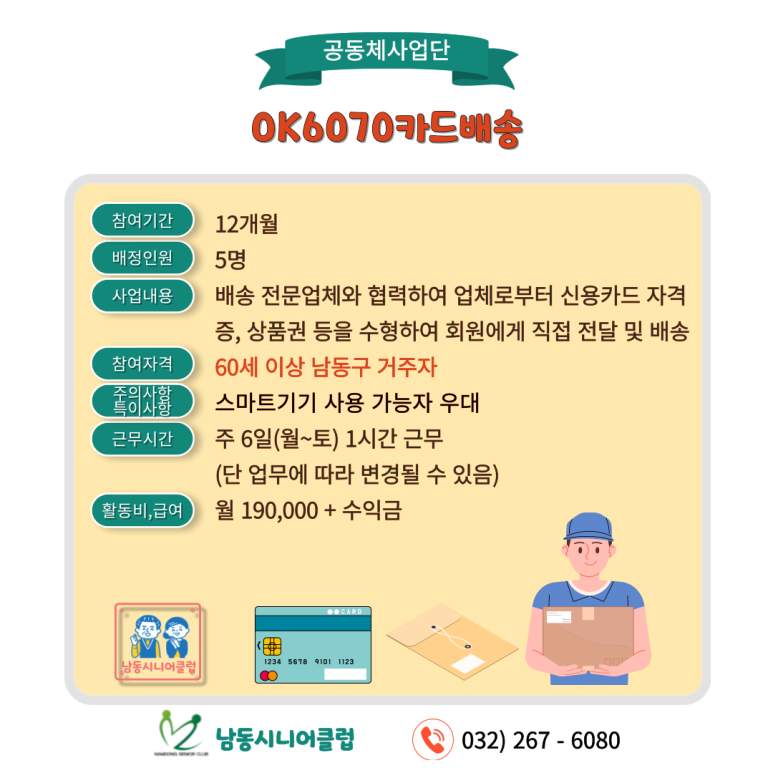 공동체사업단
OK6070카드배송
참여기간
12개월
배정인원
5명
사업내용
배송 전문업체와 협력하여 업체로부터 신용카드 자격
증, 상품권 등을 수형하여 회원에게 직접 전달 및 배송
참여자격
60세 이상 남동구 거주자
주의사항
특이사항
스마트기기 사용 가능자 우대
근무시간
주 6일(월~토) 1시간 근무
(단 업무에 따라 변경될 수 있음)
활동비,급여
월 190,000 + 수익금
남동시니어클럽
CARD
1234 5678 9101 1123
NAMDONG SENIOR CLUB
남동시니어클럽
032) 267 - 6080